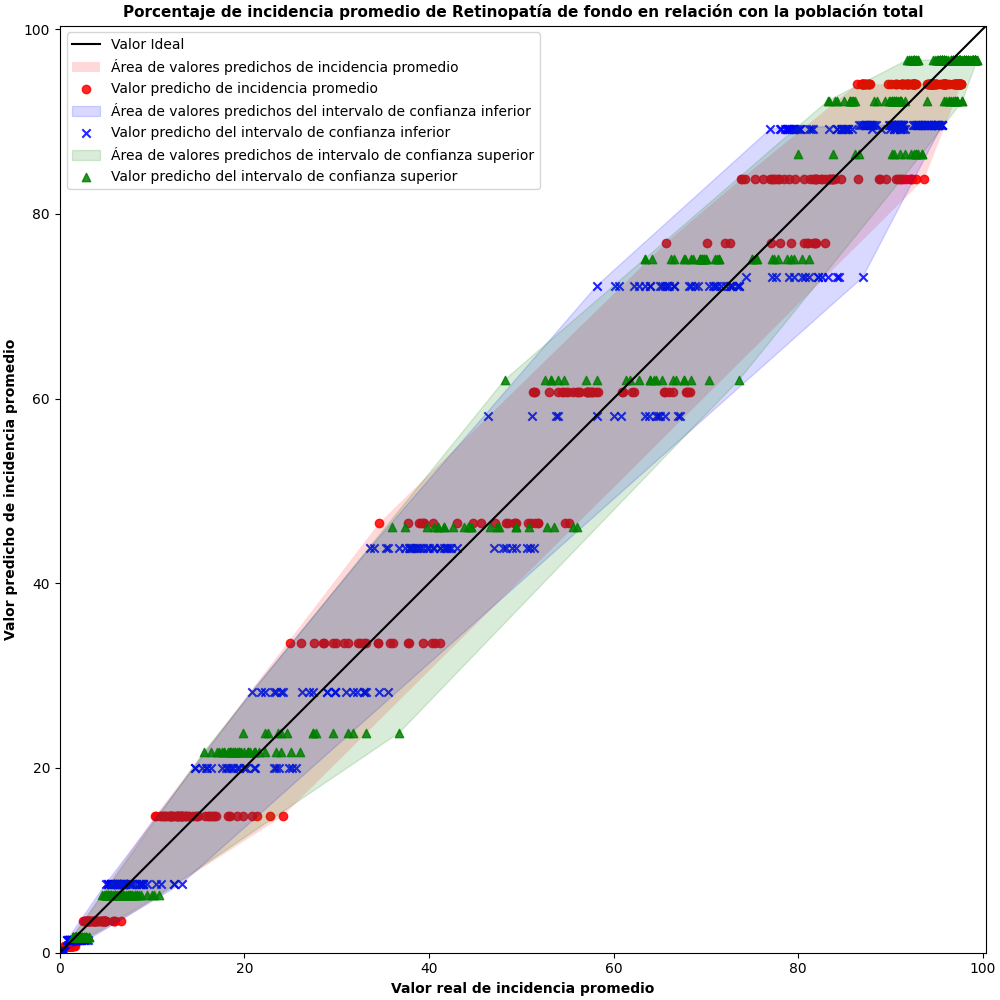 Porcentaje de incidencia promedio de Retinopatía de fondo en relación con la población total
Valor Ideal
Área de valores predichos de incidencia promedio
Valor predicho de incidencia promedio
Área de valores predichos del intervalo de confianza inferior
Valor predicho del intervalo de confianza inferior
Área de valores predichos de intervalo de confianza superior
Valor predicho del intervalo de confianza superior
Valor predicho de incidencia promedio
100
80
60
40
20
0
0 20 40 60 80 100
Valor real de incidencia promedio